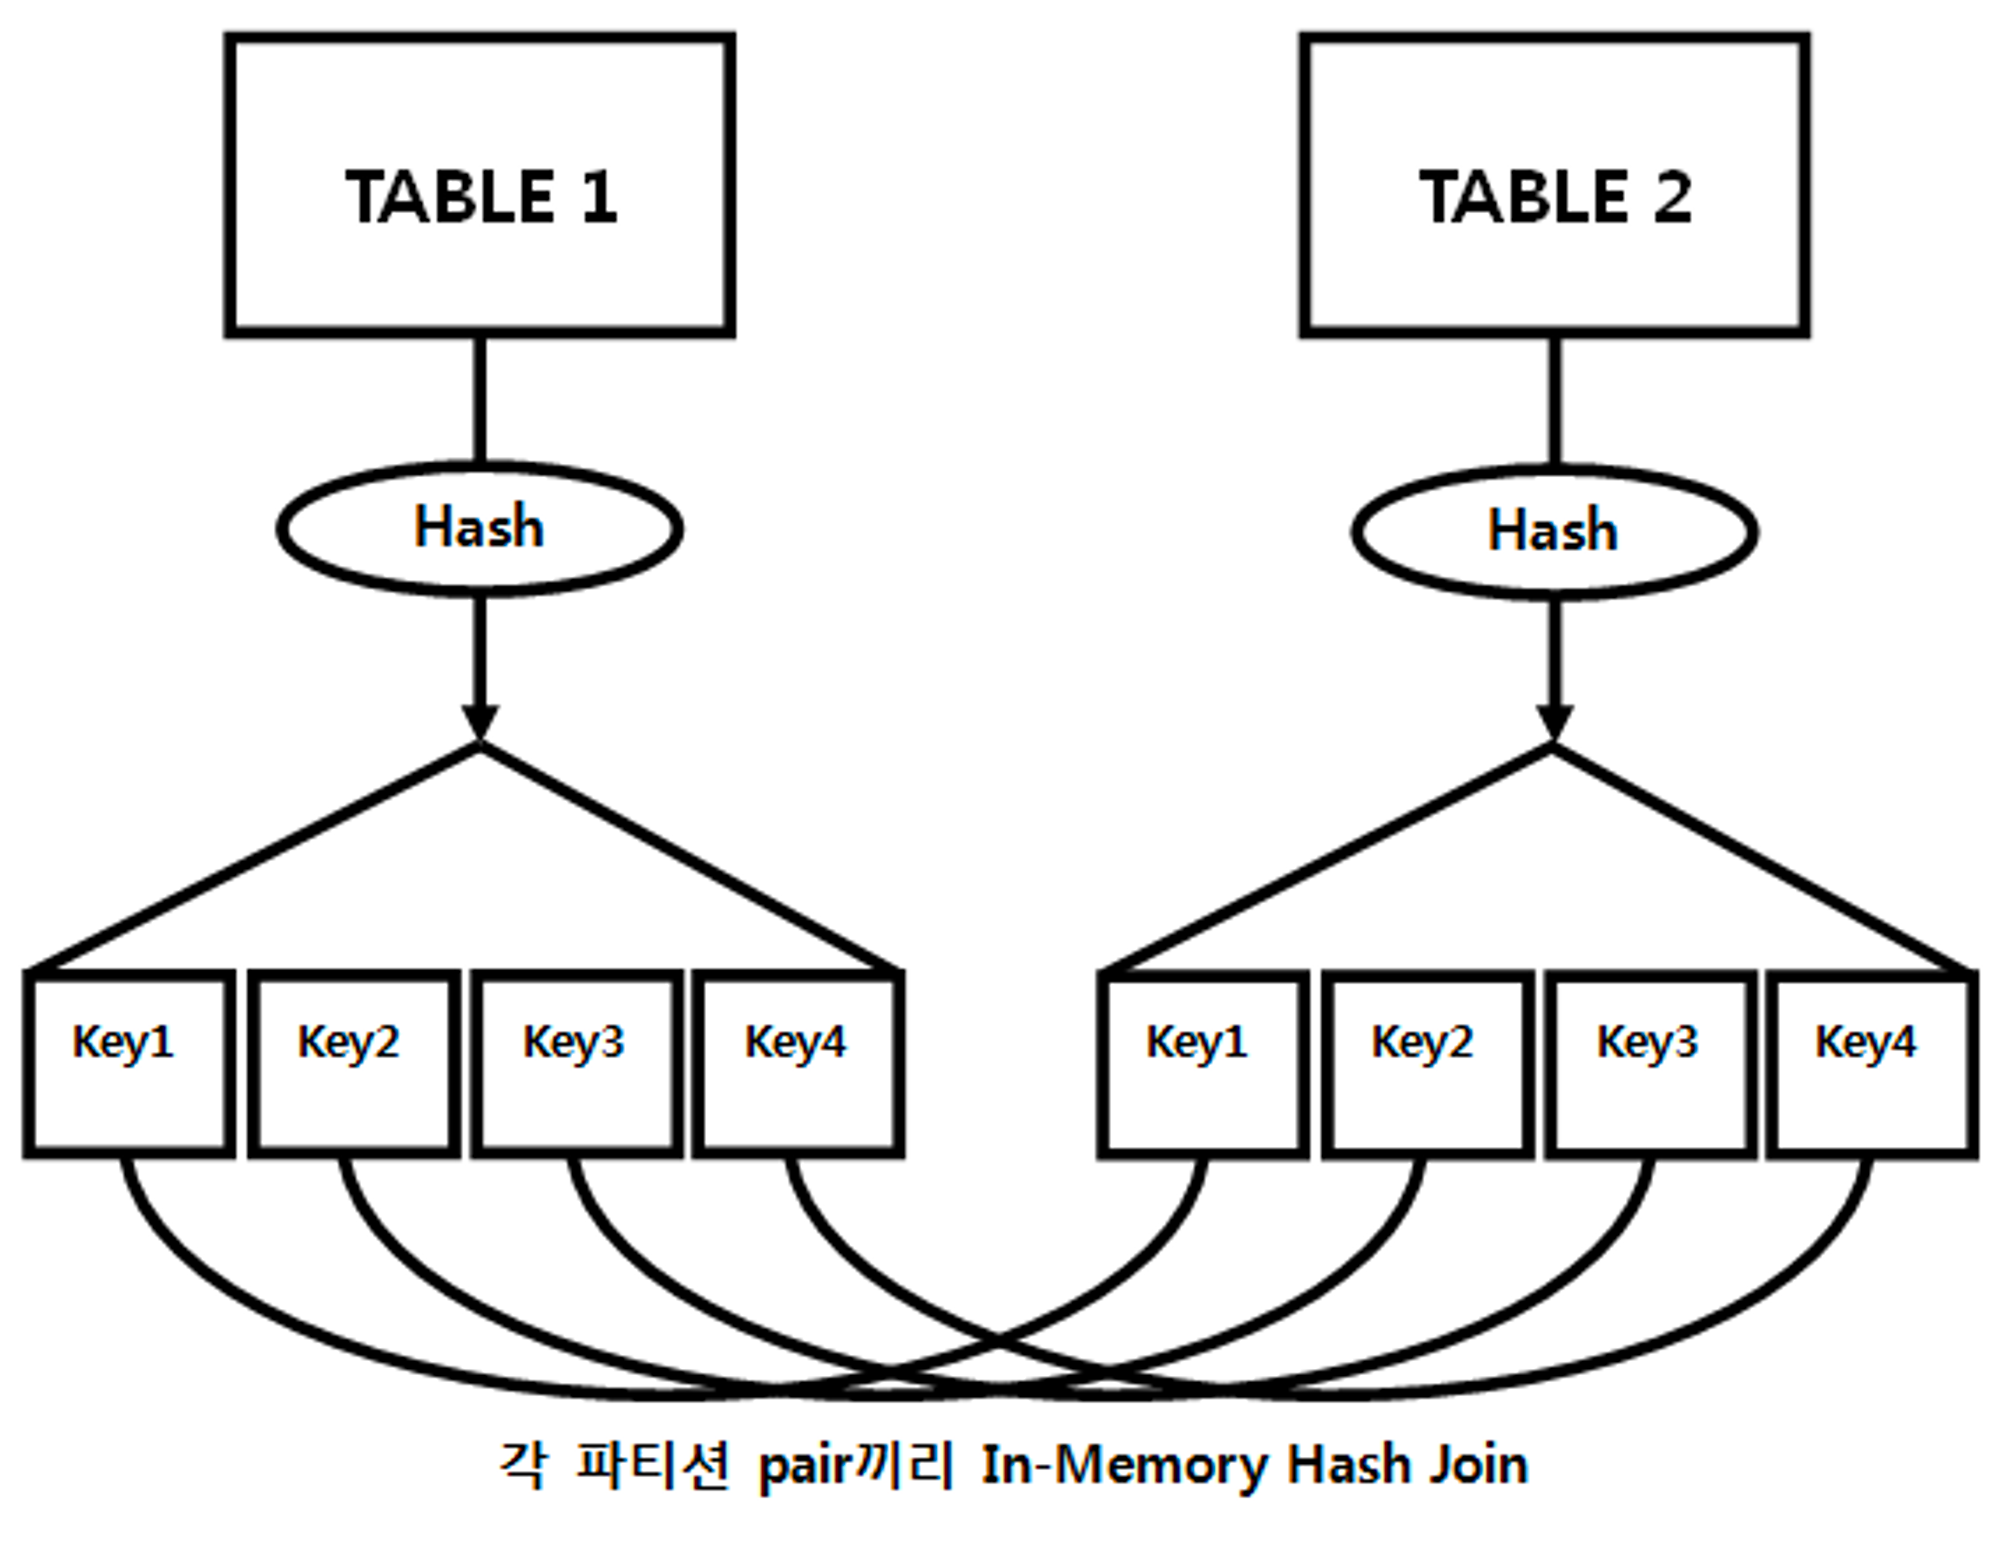 TABLE 1
TABLE 2
Hash
Hash
Key1
Key2
Key3
Key4
Key1
Key2
Key3
Key4
각 파티션 pair끼리 In-Memory Hash Join